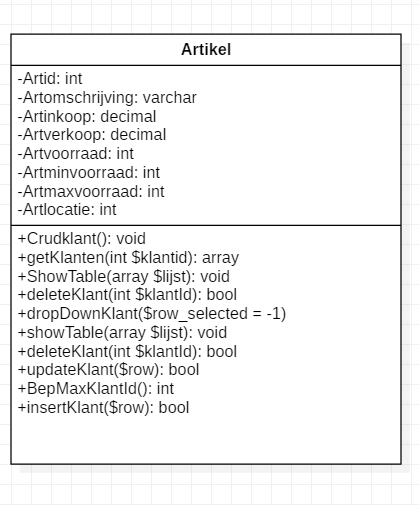 Artikel
-Artid: int
-Artomschrijving: varchar
-Artinkoop: decimal
-Artverkoop: decimal
-Artvoorraad: int
-Artminvoorraad: int
-Artmaxvoorraad: int
-Artlocatie: int
+Crudklant(): void
+getKlanten(int $klantid): array
+ShowTable(array $lijst): void
+deleteKlant(int $klantId): bool
+dropDownKlant($row_selected = -1)
+showTable(array $lijst): void
+deleteKlant(int $klantId): bool
+updateKlant($row): bool
+BepMaxKlantId(): int
+insertKlant($row): bool